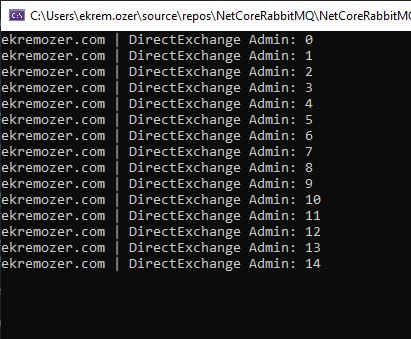 C:\Users\ekrem.ozer\source\repos\NetCoreRabbitMQ\NetCoreRabbitMQ
ekremozer.com | DirectExchange Admin: 0
ekremozer.com | DirectExchange Admin: 1
ekremozer.com | DirectExchange Admin: 2
ekremozer.com | DirectExchange Admin: 3
ekremozer.com | DirectExchange Admin: 4
ekremozer.com | DirectExchange Admin: 5
ekremozer.com | DirectExchange Admin: 6
ekremozer.com | DirectExchange Admin: 7
ekremozer.com | DirectExchange Admin: 8
ekremozer.com | DirectExchange Admin: 9
ekremozer.com | DirectExchange Admin: 10
ekremozer.com | DirectExchange Admin: 11
ekremozer.com | DirectExchange Admin: 12
ekremozer.com | DirectExchange Admin: 13
ekremozer.com | DirectExchange Admin: 14